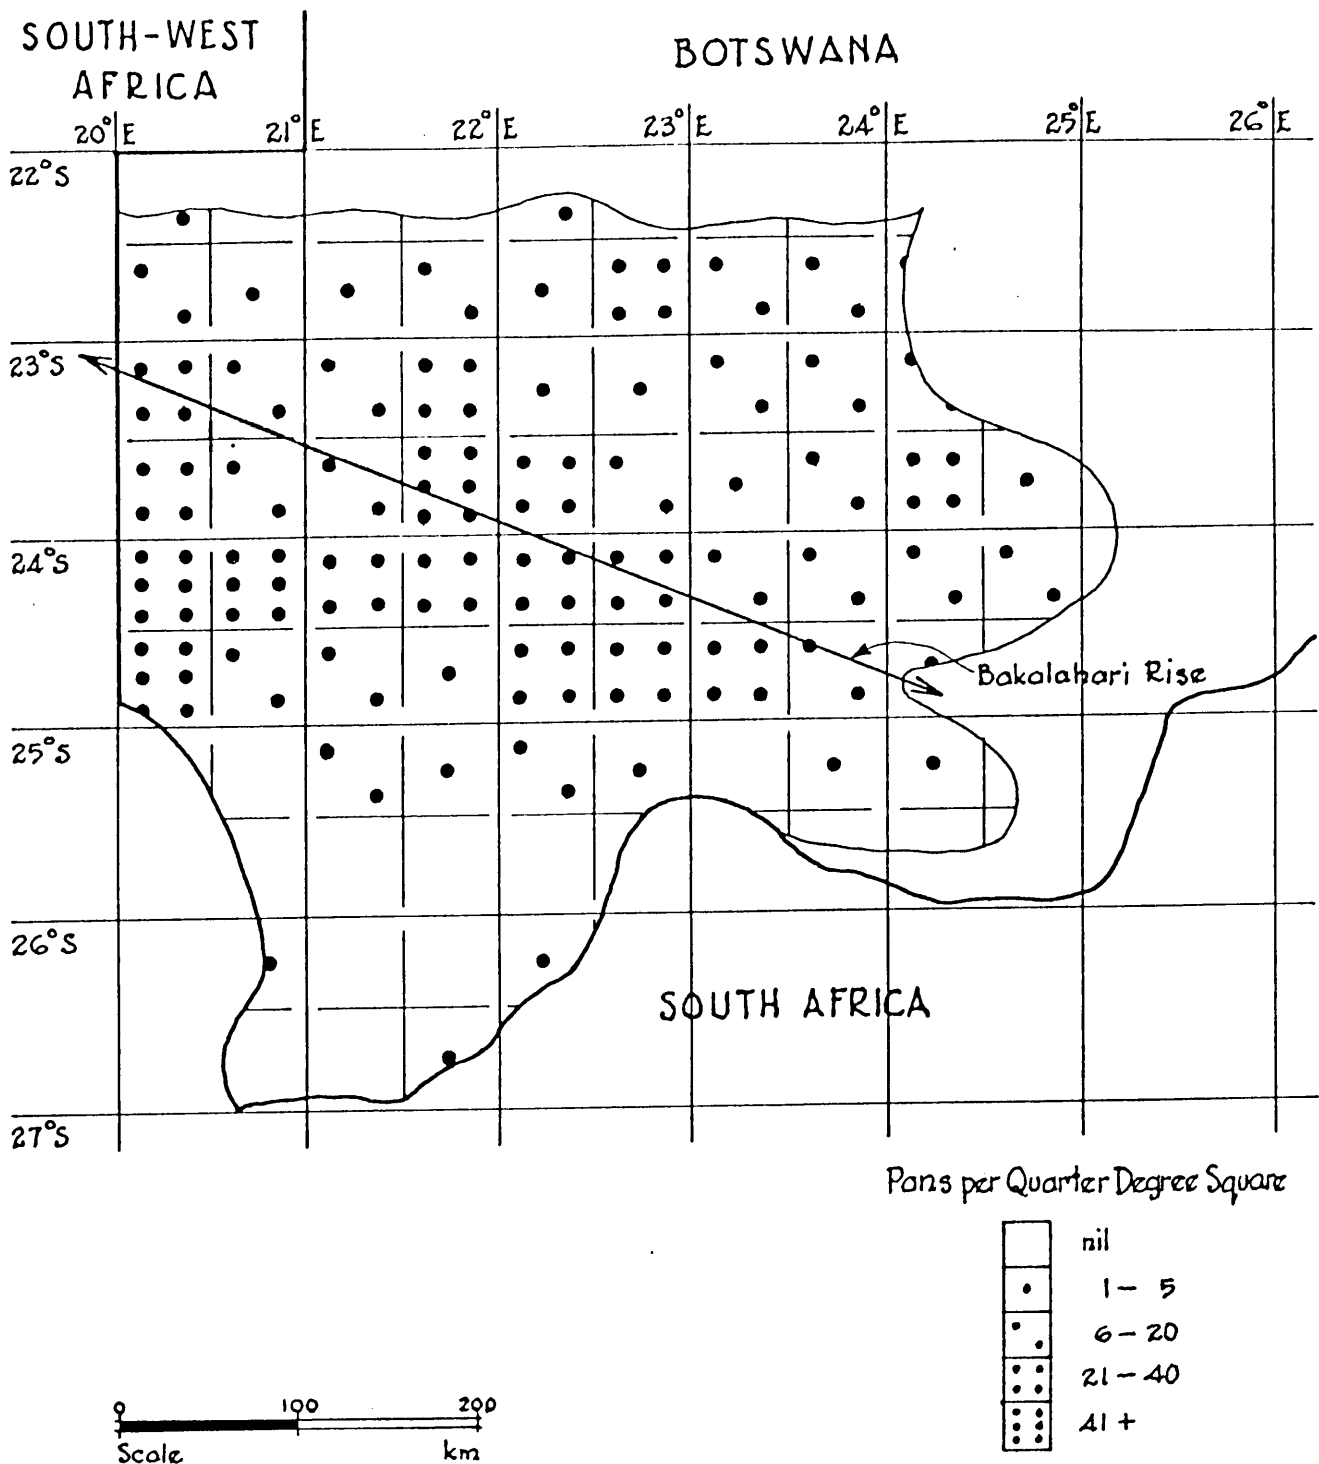 SOUTH-WEST
AFRICA
BOTSWANA
20°E 21°E 22°E 23°E 24°E 25°E 26°E
22°S
23°S
24°S
Bakalahari Rise
25°S
26°S
SOUTH AFRICA
27°S
Pans per Quarter Degree Square
nil
1 - 5
6 - 20
21 - 40
41 +
0 100 200
Scale km